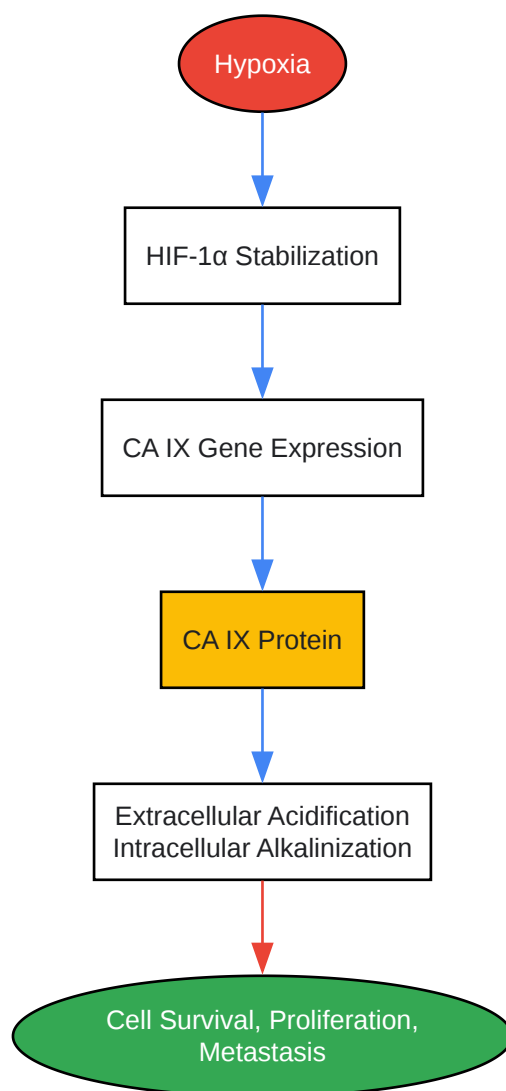 Hypoxia
HIF-1α Stabilization
CA IX Gene Expression
CA IX Protein
Extracellular Acidification
Intracellular Alkalinization
Cell Survival, Proliferation,
Metastasis